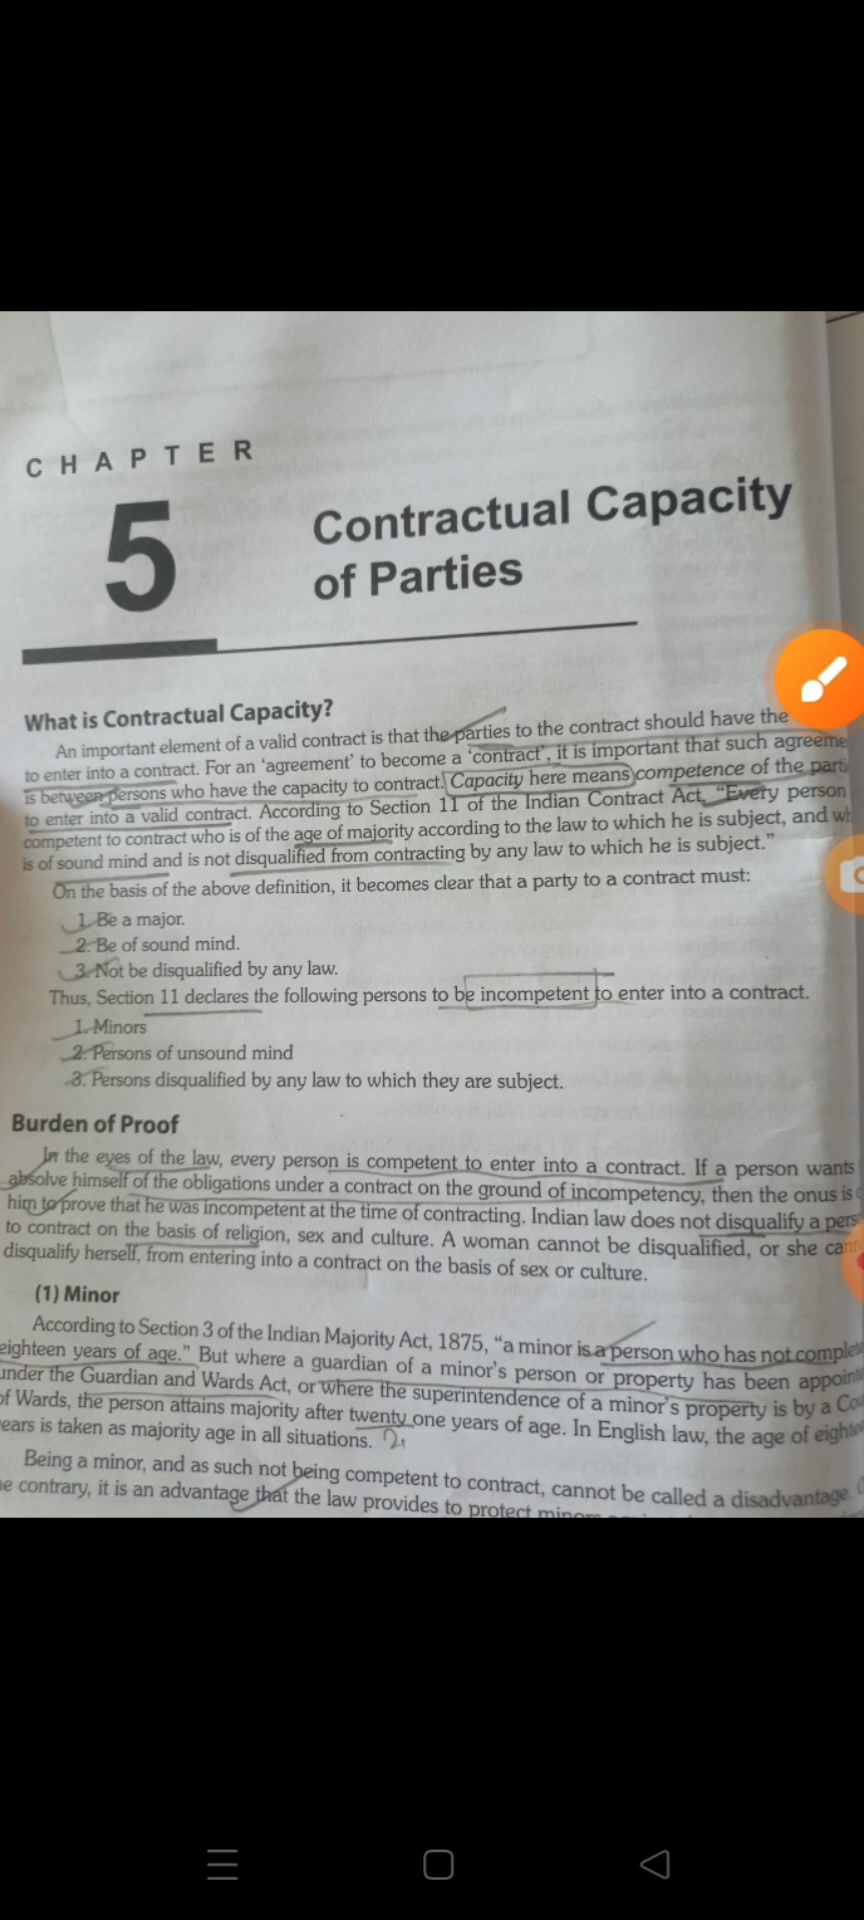 CHAPTER
5
Contractual Capacity
of Parties
What is Contractual Capacity?
An important element of a valid contract is that the parties to the contract should have the
to enter into a contract. For an ‘agreement’ to become a ‘contract’, it is important that such
is between persons who have the capacity to contract. Capacity here means competence of the
to enter into a valid contract. According to Section 11 of the Indian Contract Act, “Every person
competent to contract who is of the age of majority according to the law to which he is subject, and
is of sound mind and is not disqualified from contracting by any law to which he is subject.”
On the basis of the above definition, it becomes clear that a party to a contract must:
1. Be a major.
2. Be of sound mind.
3. Not be disqualified by any law.
Thus, Section 11 declares the following persons to be incompetent to enter into a contract.
1. Minors
2. Persons of unsound mind
3. Persons disqualified by any law to which they are subject.
Burden of Proof
In the eyes of the law, every person is competent to enter into a contract. If a person wants
absolve himself of the obligations under a contract on the ground of incompetency, then the onus is
him to prove that he was incompetent at the time of contracting. Indian law does not disqualify a
to contract on the basis of religion, sex and culture. A woman cannot be disqualified, or she
disqualify herself, from entering into a contract on the basis of sex or culture.
(1) Minor
According to Section 3 of the Indian Majority Act, 1875, “a minor is a person who has not
eighteen years of age.” But where a guardian of a minor’s person or property has been
under the Guardian and Wards Act, or where the superintendence of a minor’s property is by a
of Wards, the person attains majority after twenty one years of age. In English law, the age of
years is taken as majority age in all situations. 21
Being a minor, and as such not being competent to contract, cannot be called a disadvantage.
contrary, it is an advantage that the law provides to protect